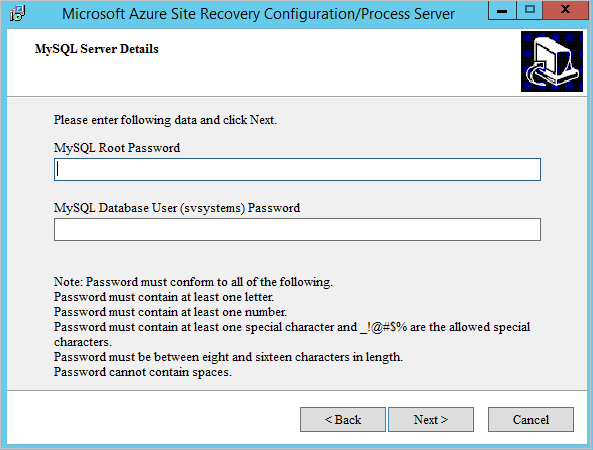 Microsoft Azure Site Recovery Configuration/Process Server
MySQL Server Details
Please enter following data and click Next.
MySQL Root Password
MySQL Database User (svsystems) Password
Note: Password must conform to all of the following.
Password must contain at least one letter.
Password must contain at least one number.
Password must contain at least one special character and _!@#$% are the allowed special
characters.
Password must be between eight and sixteen characters in length.
Password cannot contain spaces.
< Back
Next >
Cancel